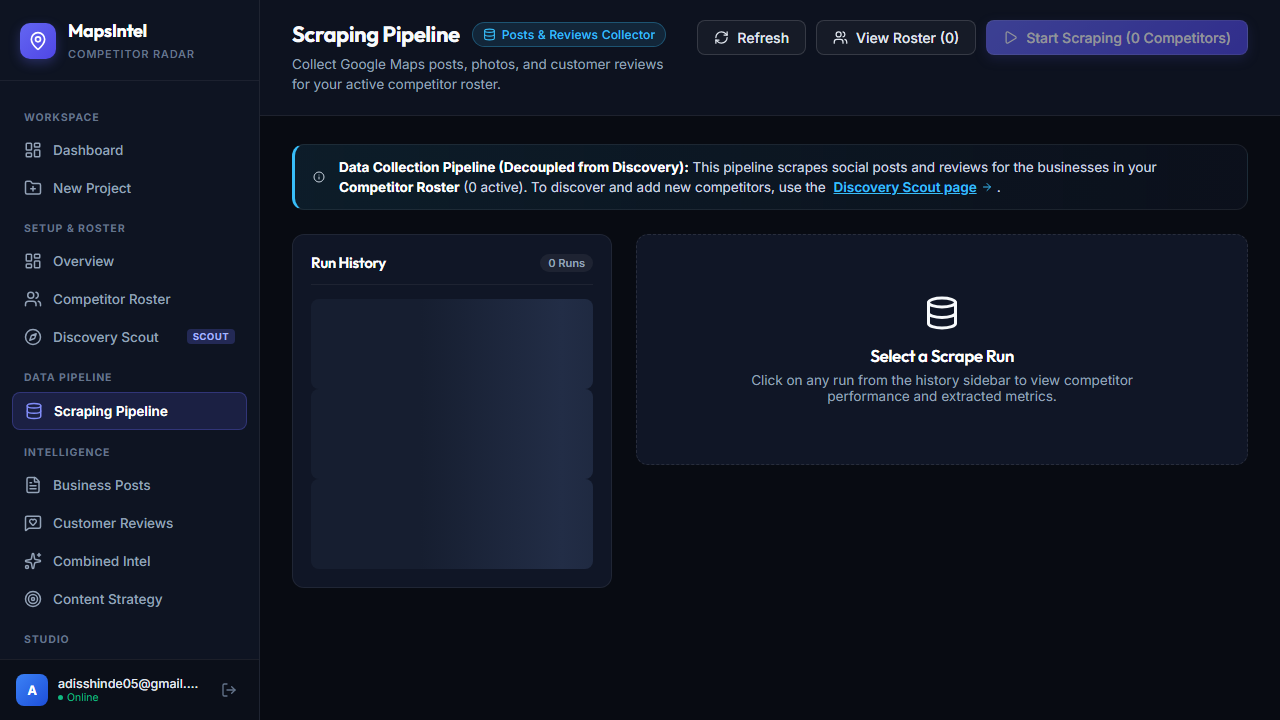 MapsIntel
COMPETITOR RADAR
WORKSPACE
Dashboard
New Project
SETUP & ROSTER
Overview
Competitor Roster
Discovery Scout SCOUT
DATA PIPELINE
Scraping Pipeline
INTELLIGENCE
Business Posts
Customer Reviews
Combined Intel
Content Strategy
STUDIO
A
adisshinde05@gmail....
Online
Scraping Pipeline Posts & Reviews Collector
Collect Google Maps posts, photos, and customer reviews
for your active competitor roster.
Refresh
View Roster (0)
Start Scraping (0 Competitors)
Data Collection Pipeline (Decoupled from Discovery): This pipeline scrapes social posts and reviews for the businesses in your
Competitor Roster (0 active). To discover and add new competitors, use the Discovery Scout page → .
Run History 0 Runs
Select a Scrape Run
Click on any run from the history sidebar to view competitor
performance and extracted metrics.